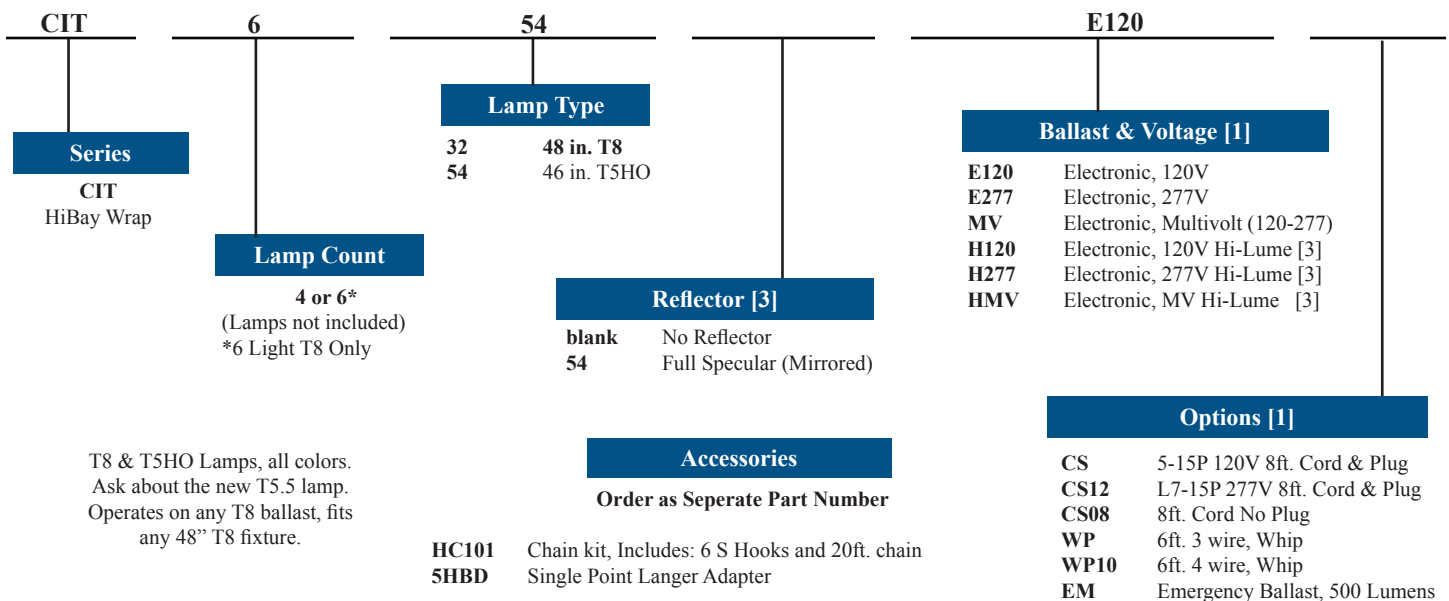 CIT 6 54 E120
Lamp Type
32 48 in. T8
54 46 in. T5HO
Series
CIT
HiBay Wrap
Lamp Count
4 or 6*
(Lamps not included)
*6 Light T8 Only
Reflector [3]
blank No Reflector
54 Full Specular (Mirrored)
Ballast & Voltage [1]
E120 Electronic, 120V
E277 Electronic, 277V
MV Electronic, Multivolt (120-277)
H120 Electronic, 120V Hi-Lume [3]
H277 Electronic, 277V Hi-Lume [3]
HMV Electronic, MV Hi-Lume [3]
T8 & T5HO Lamps, all colors.
Ask about the new T5.5 lamp.
Operates on any T8 ballast, fits
any 48” T8 fixture.
Accessories
Order as Seperate Part Number
HC101 Chain kit, Includes: 6 S Hooks and 20ft. chain
5HBD Single Point Langer Adapter
Options [1]
CS 5-15P 120V 8ft. Cord & Plug
CS12 L7-15P 277V 8ft. Cord & Plug
CS08 8ft. Cord No Plug
WP 6ft. 3 wire, Whip
WP10 6ft. 4 wire, Whip
EM Emergency Ballast, 500 Lumens